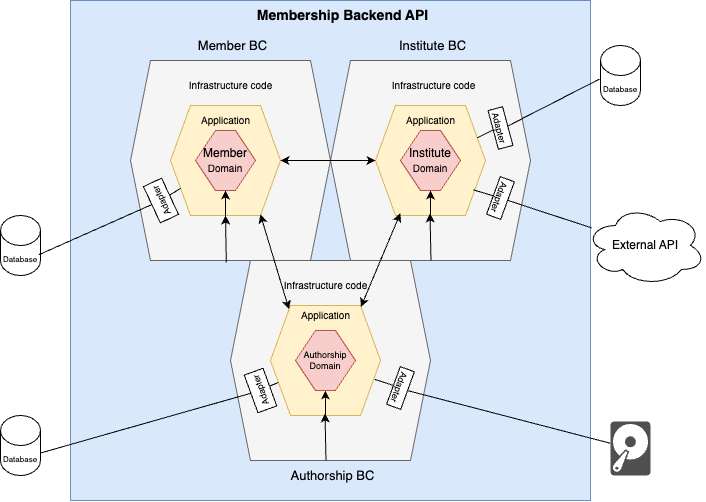 Membership Backend API
Member BC
Institute BC
Infrastructure code
Infrastructure code
Application
Application
Member
Domain
Institute
Domain
Adapter
Adapter
Adapter
Database
Database
External API
Infrastructure code
Application
Authorship
Domain
Adapter
Adapter
Database
Authorship BC